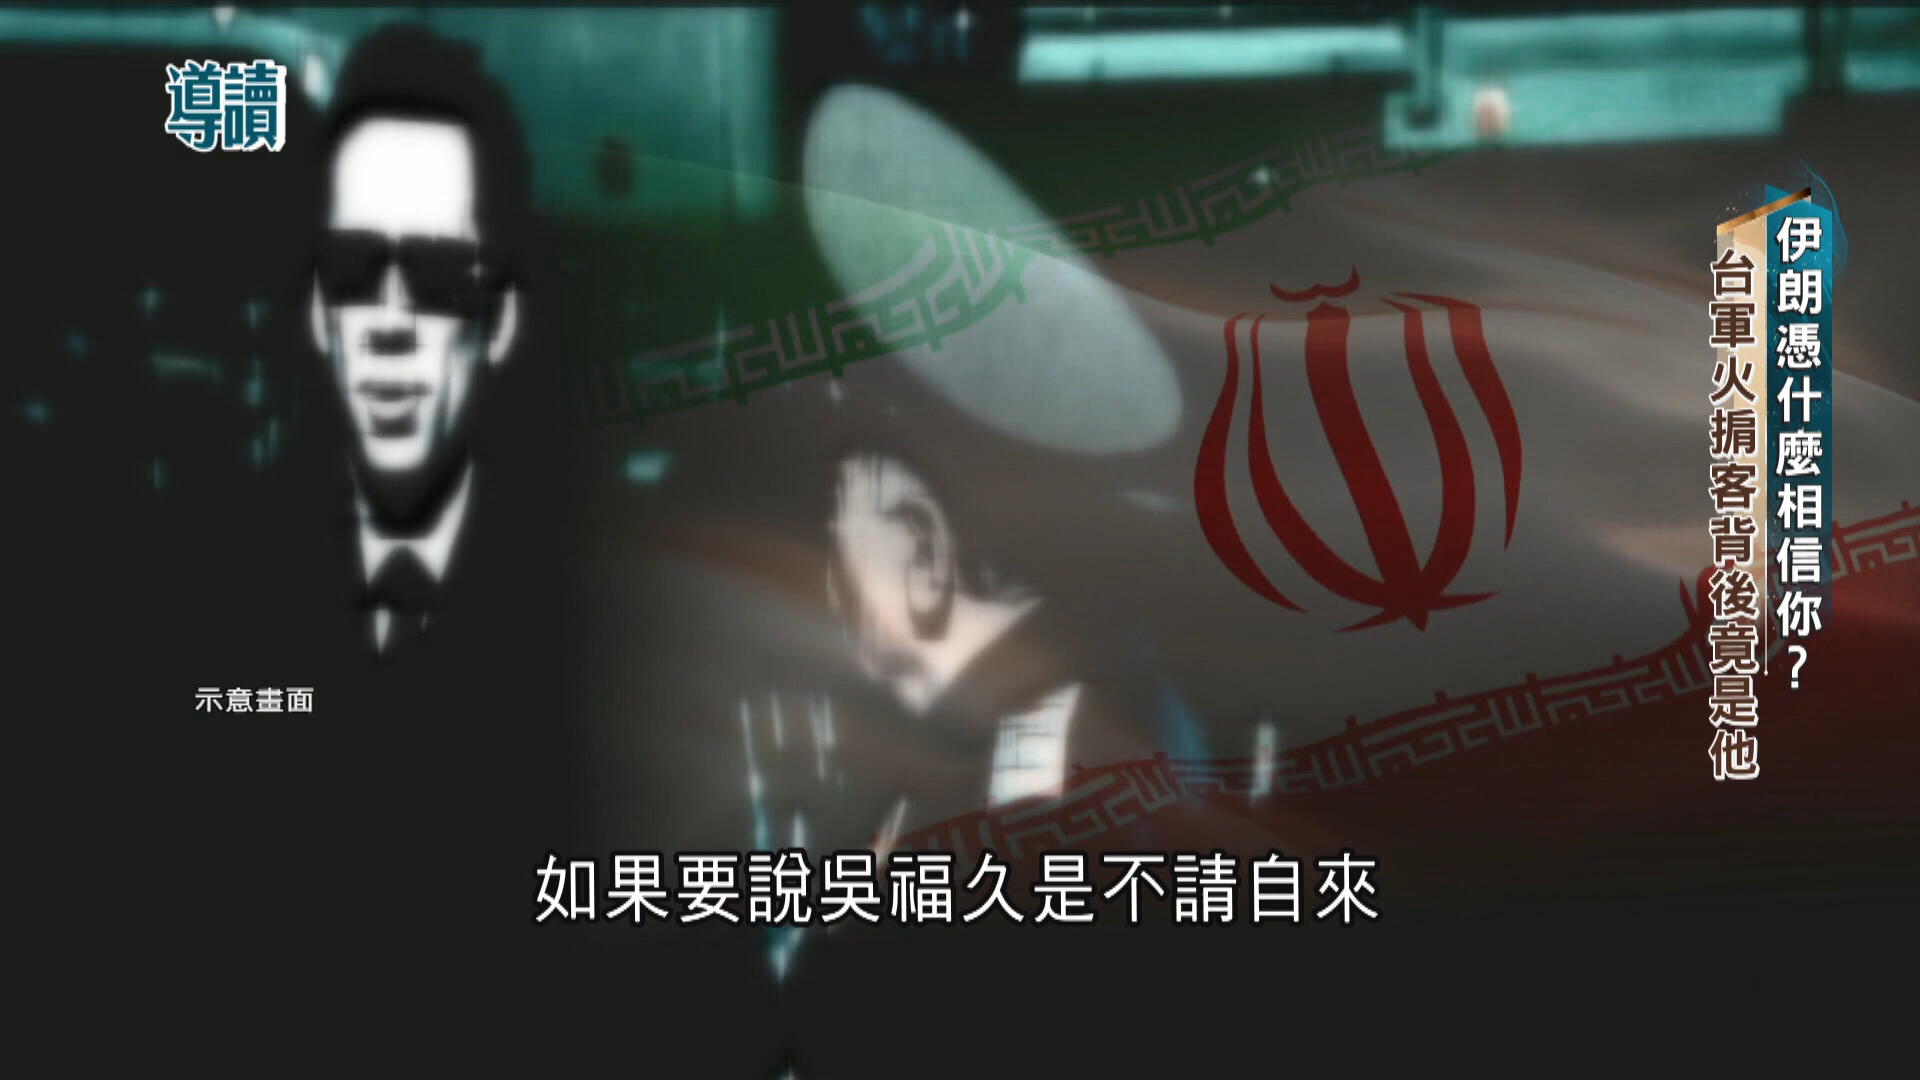 導讀
伊朗憑什麼相信你?
台軍火掮客背後竟是他
示意畫面
如果要說吳福久是不請自來